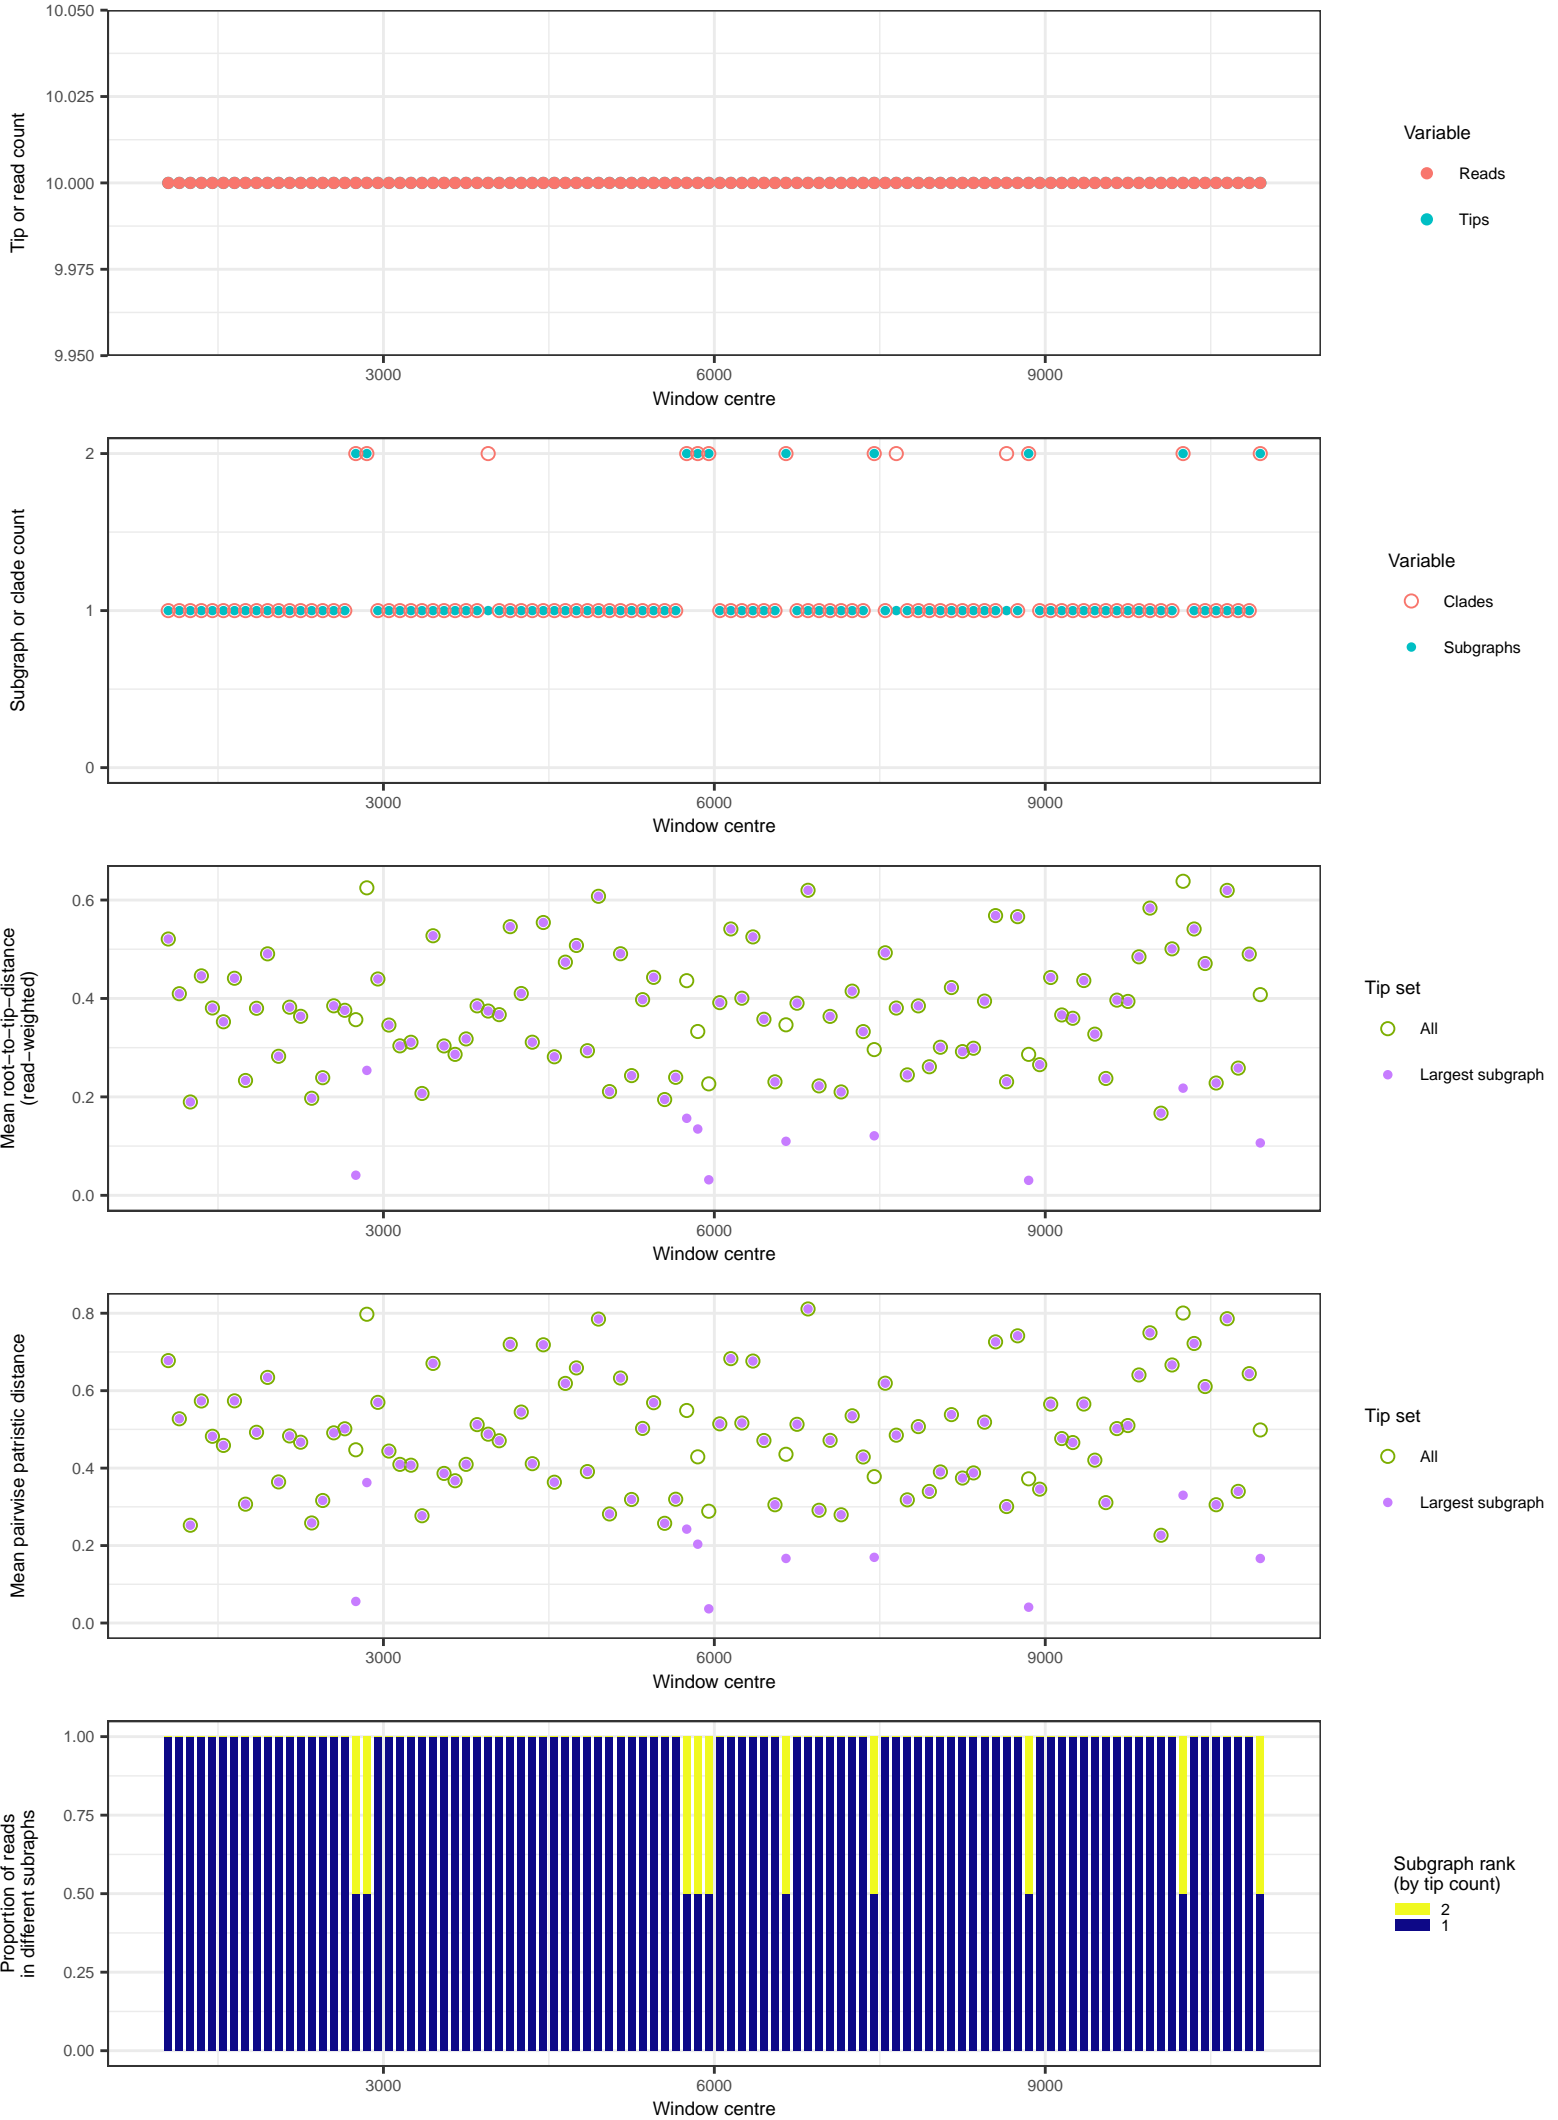 10.050
10.025
10.000
9.975
9.950
Tip or read count
3000
6000
9000
Window centre
Variable
Reads
Tips
2
1
0
Subgraph or clade count
3000
6000
9000
Window centre
Variable
Clades
Subgraphs
0.6
0.4
0.2
0.0
Mean root−to−tip−distance
(read−weighted)
3000
6000
9000
Window centre
Tip set
All
Largest subgraph
0.8
0.6
0.4
0.2
0.0
Mean pairwise patristic distance
3000
6000
9000
Window centre
Tip set
All
Largest subgraph
1.00
0.75
0.50
0.25
0.00
Proportion of reads
in different subraphs
3000
6000
9000
Window centre
Subgraph rank
(by tip count)
2
1